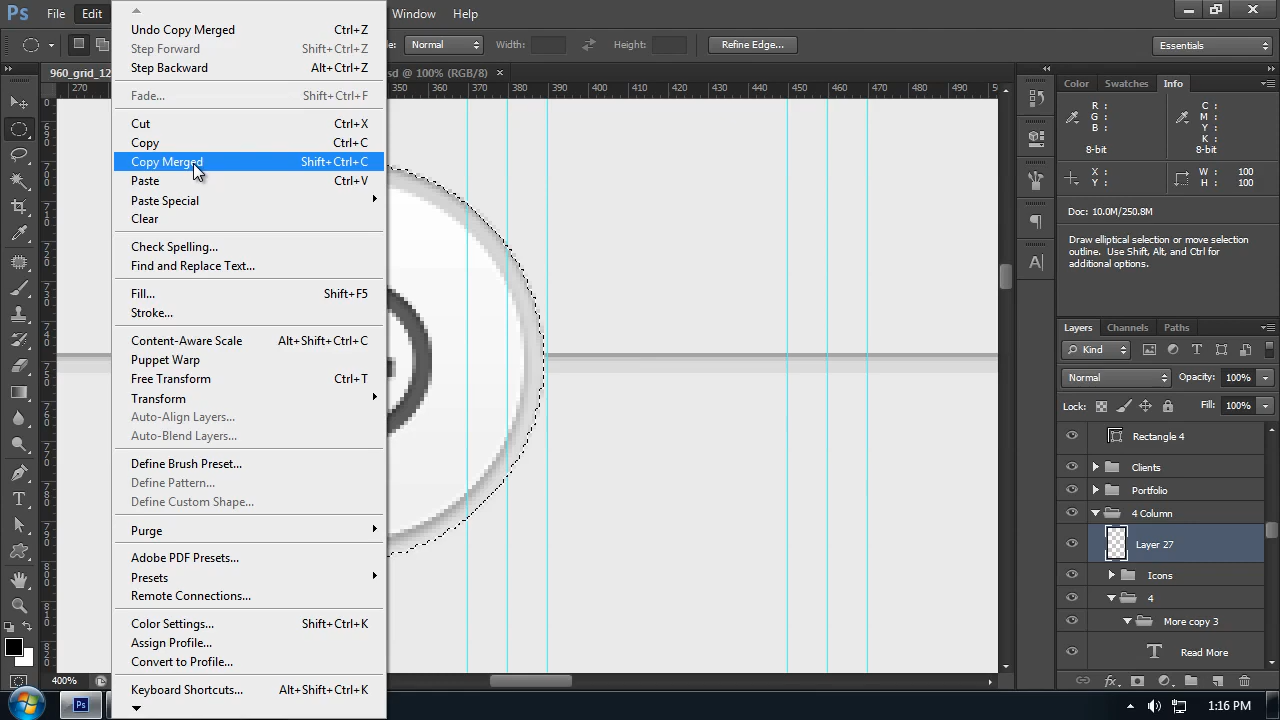 Ps File Edit Window Help
Normal Width: Height: Refine Edge... Essentials
960_grid_12
sd @ 100% (RGB/8) ×
270 350 360 370 380 390 400 410 420 430 440 450 460 470 480 490
Undo Copy Merged Ctrl+Z
Step Forward Shift+Ctrl+Z
Step Backward Alt+Ctrl+Z
Fade... Shift+Ctrl+F
Cut Ctrl+X
Copy Ctrl+C
Copy Merged Shift+Ctrl+C
Paste Ctrl+V
Paste Special
Clear
Check Spelling...
Find and Replace Text...
Fill... Shift+F5
Stroke...
Content-Aware Scale Alt+Shift+Ctrl+C
Puppet Warp
Free Transform Ctrl+T
Transform
Auto-Align Layers...
Auto-Blend Layers...
Define Brush Preset...
Define Pattern...
Define Custom Shape...
Purge
Adobe PDF Presets...
Presets
Remote Connections...
Color Settings... Shift+Ctrl+K
Assign Profile...
Convert to Profile...
Keyboard Shortcuts... Alt+Shift+Ctrl+K
Color Swatches Info
R: C:
G: M:
B: Y:
K:
8-bit 8-bit
X: W: 100
Y: H: 100
Doc: 10.0M/250.8M
Draw elliptical selection or move selection
outline. Use Shift, Alt, and Ctrl for
additional options.
Layers Channels Paths
Kind
Normal Opacity: 100%
Lock: Fill: 100%
Rectangle 4
Clients
Portfolio
4 Column
Layer 27
Icons
4
More copy 3
Read More
400%
Ps
1:16 PM